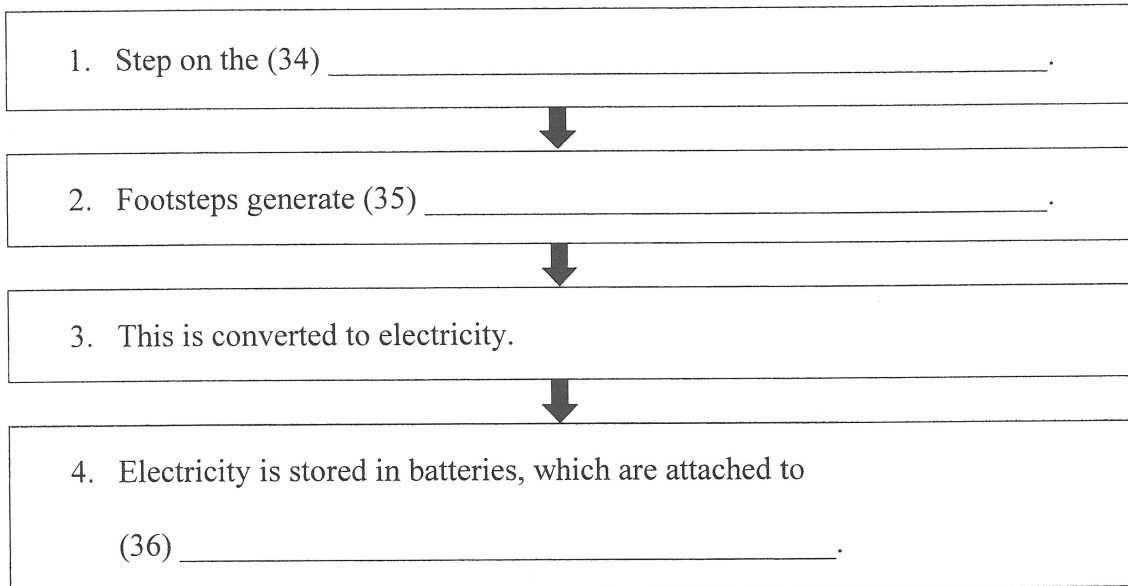 1. Step on the (34) ____________________.
2. Footsteps generate (35) ____________________.
3. This is converted to electricity.
4. Electricity is stored in batteries, which are attached to
(36) ____________________.